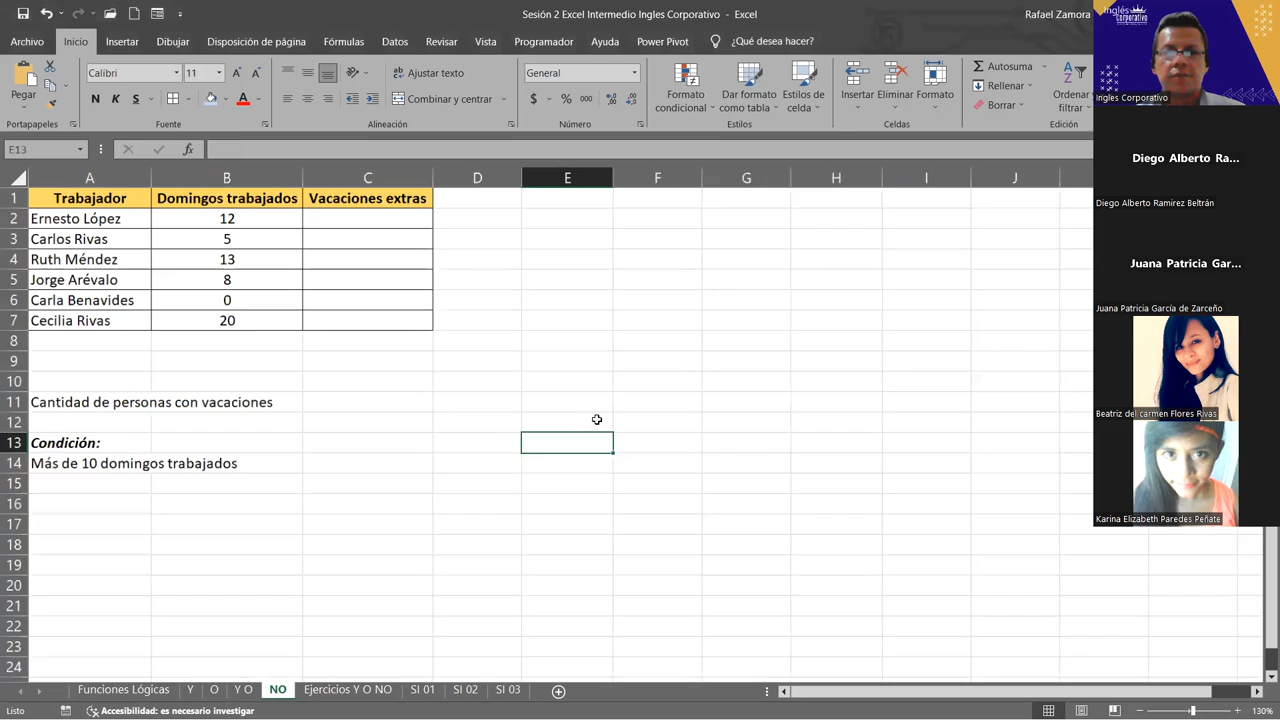 Sesión 2 Excel Intermedio Ingles Corporativo - Excel
Rafael Zamora
Archivo Inicio Insertar Dibujar Disposición de página Fórmulas Datos Revisar Vista Programador Ayuda Power Pivot ¿Qué desea hacer?
Pegar
Calibri 11
N K S
Ajustar texto
Combinar y centrar
General
$ % 000
Formato condicional
Dar formato como tabla
Estilos de celda
Insertar Eliminar Formato
Autosuma
Rellenar
Borrar
Ordenar filtrar
Portapapeles Fuente Alineación Número Estilos Celdas Edición
E13 fx
A B C D E F G H I J
1 Trabajador Domingos trabajados Vacaciones extras
2 Ernesto López 12
3 Carlos Rivas 5
4 Ruth Méndez 13
5 Jorge Arévalo 8
6 Carla Benavides 0
7 Cecilia Rivas 20
8
9
10
11 Cantidad de personas con vacaciones
12
13 Condición:
14 Más de 10 domingos trabajados
15
16
17
18
19
20
21
22
23
24
Funciones Lógicas Y O Y O NO Ejercicios Y O NO SI 01 SI 02 SI 03
Listo Accesibilidad: es necesario investigar 130%
Inglés Corporativo
Ingles Corporativo
Diego Alberto Ra...
Diego Alberto Ramirez Beltrán
Juana Patricia Gar...
Juana Patricia García de Zarceño
Beatriz del carmen Flores Rivas
Karina Elizabeth Paredes Peñate